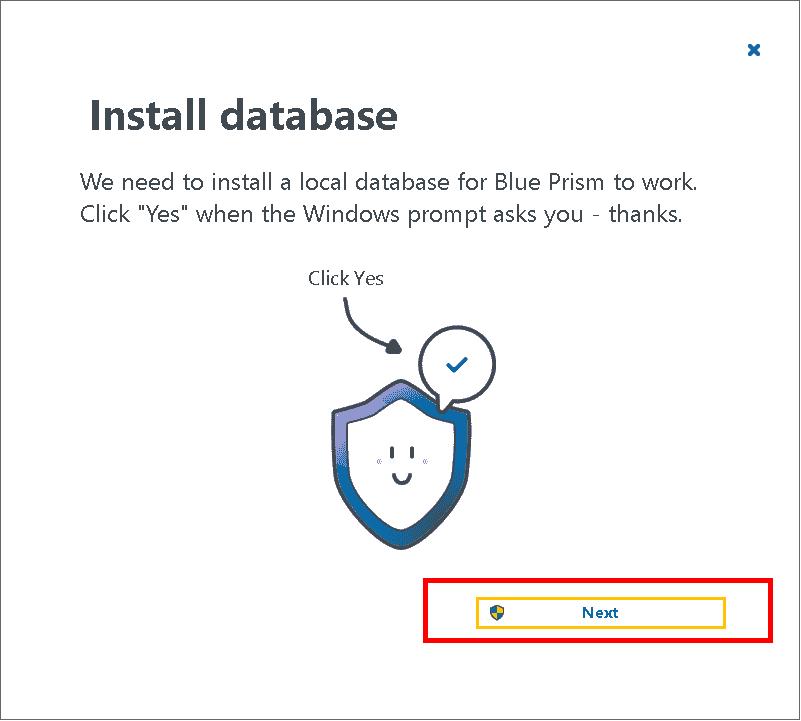 Install database
We need to install a local database for Blue Prism to work.
Click "Yes" when the Windows prompt asks you - thanks.
Click Yes
Next